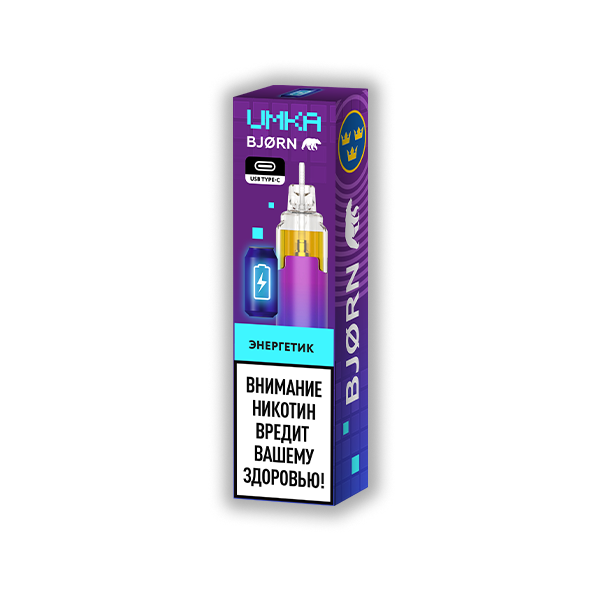 UMKA
BJØRN
USB TYPE-C
ЭНЕРГЕТИК
ВНИМАНИЕ
НИКОТИН
ВРЕДИТ
ВАШЕМУ
ЗДОРОВЬЮ!
BJØRN